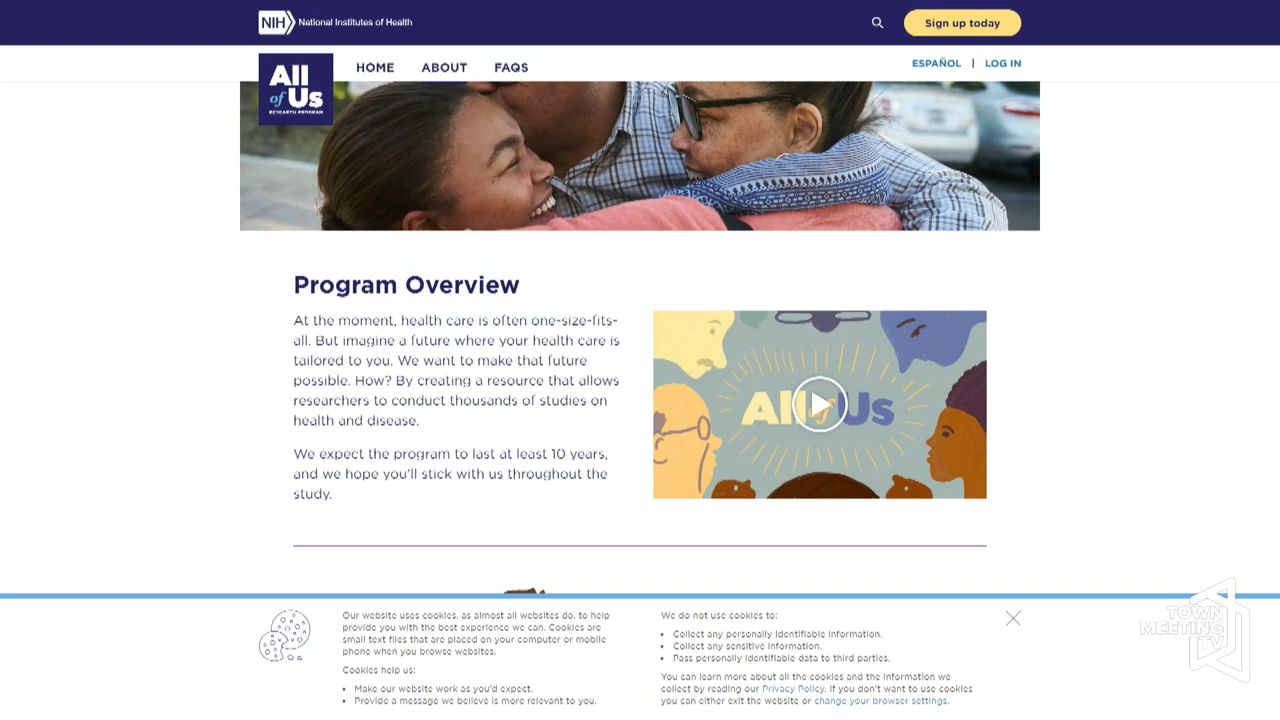 NIH National Institutes of Health
Sign up today
All
of Us
RESEARCH PROGRAM
HOME ABOUT FAQS
ESPAÑOL | LOG IN
Program Overview
At the moment, health care is often one-size-fits-
all. But imagine a future where your health care is
tailored to you. We want to make that future
possible. How? By creating a resource that allows
researchers to conduct thousands of studies on
health and disease.
We expect the program to last at least 10 years,
and we hope you'll stick with us throughout the
study.
All of Us
Our website uses cookies, as almost all websites do, to help
provide you with the best experience we can. Cookies are
small text files that are placed on your computer or mobile
phone when you browse websites.
Cookies help us:
• Make our website work as you'd expect.
• Provide a message we believe is more relevant to you.
We do not use cookies to:
• Collect any personally identifiable information.
• Collect any sensitive information.
• Pass personally identifiable data to third parties.
You can learn more about all the cookies and the information we
collect by reading our Privacy Policy. If you don't want to use cookies
you can either exit the website or change your browser settings.
TOWN
MEETING
TV